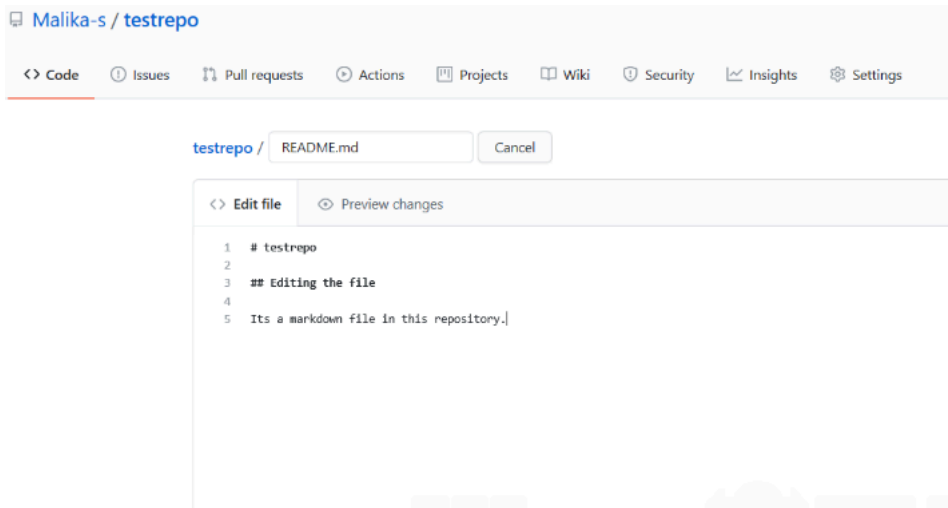 Malika-s / testrepo
<> Code Issues Pull requests Actions Projects Wiki Security Insights Settings
testrepo / README.md Cancel
<> Edit file Preview changes
1 # testrepo
2
3 ## Editing the file
4
5 Its a markdown file in this repository.